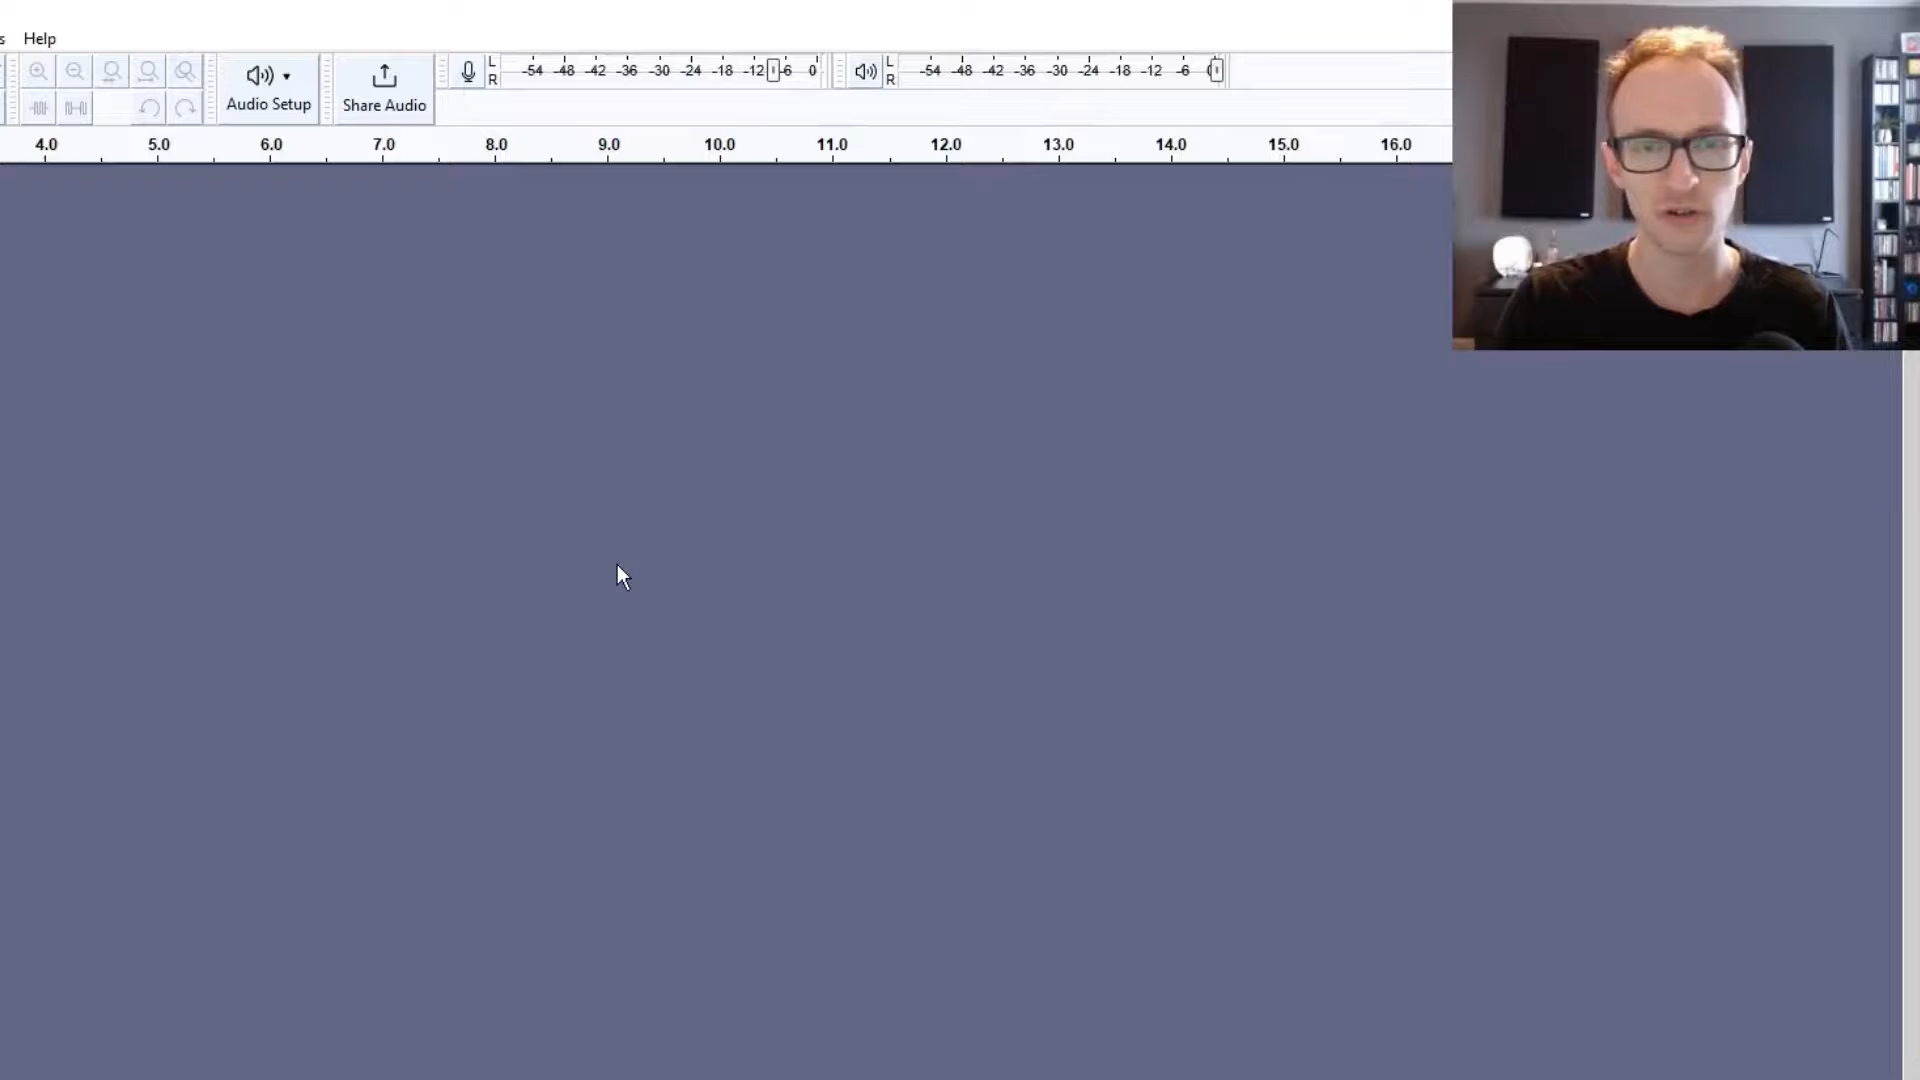 s Help
L
R
-54 -48 -42 -36 -30 -24 -18 -12 -6 0
L
R
-54 -48 -42 -36 -30 -24 -18 -12 -6
Audio Setup
Share Audio
4.0 5.0 6.0 7.0 8.0 9.0 10.0 11.0 12.0 13.0 14.0 15.0 16.0